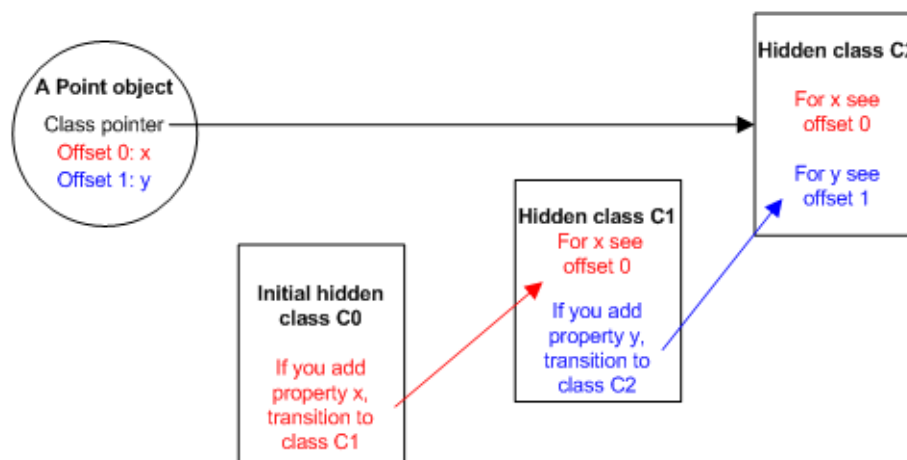 A Point object
Class pointer
Offset 0: x
Offset 1: y
Initial hidden
class C0
If you add
property x,
transition to
class C1
Hidden class C1
For x see
offset 0
If you add
property y,
transition to
class C2
Hidden class C2
For x see
offset 0
For y see
offset 1